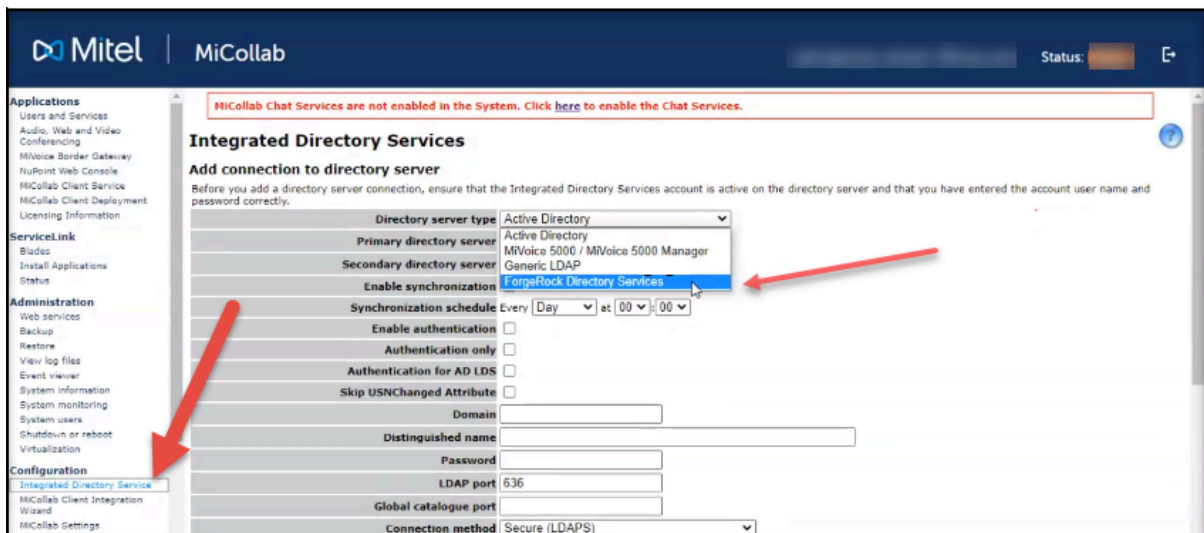 Mitel
MiCollab
Status:
Applications
Users and Services
Audio, Web and Video
Conferencing
MiVoice Border Gateway
NuPoint Web Console
MiCollab Client Service
MiCollab Client Deployment
Licensing Information
ServiceLink
Blades
Install Applications
Status
Administration
Web services
Backup
Restore
View log files
Event viewer
System information
System monitoring
System users
Shutdown or reboot
Virtualization
Configuration
Integrated Directory Service
MiCollab Client Integration
Wizard
MiCollab Settings
MiCollab Chat Services are not enabled in the System. Click here to enable the Chat Services.
?
Integrated Directory Services
Add connection to directory server
Before you add a directory server connection, ensure that the Integrated Directory Services account is active on the directory server and that you have entered the account user name and
password correctly.
Directory server type Active Directory
Active Directory
Primary directory server MiVoice 5000 / MiVoice 5000 Manager
Secondary directory server Generic LDAP
Enable synchronization ForgeRock Directory Services
Synchronization schedule Every Day at 00 : 00
Enable authentication
Authentication only
Authentication for AD LDS
Skip USNChanged Attribute
Domain
Distinguished name
Password
LDAP port 636
Global catalogue port
Connection method Secure (LDAPS)